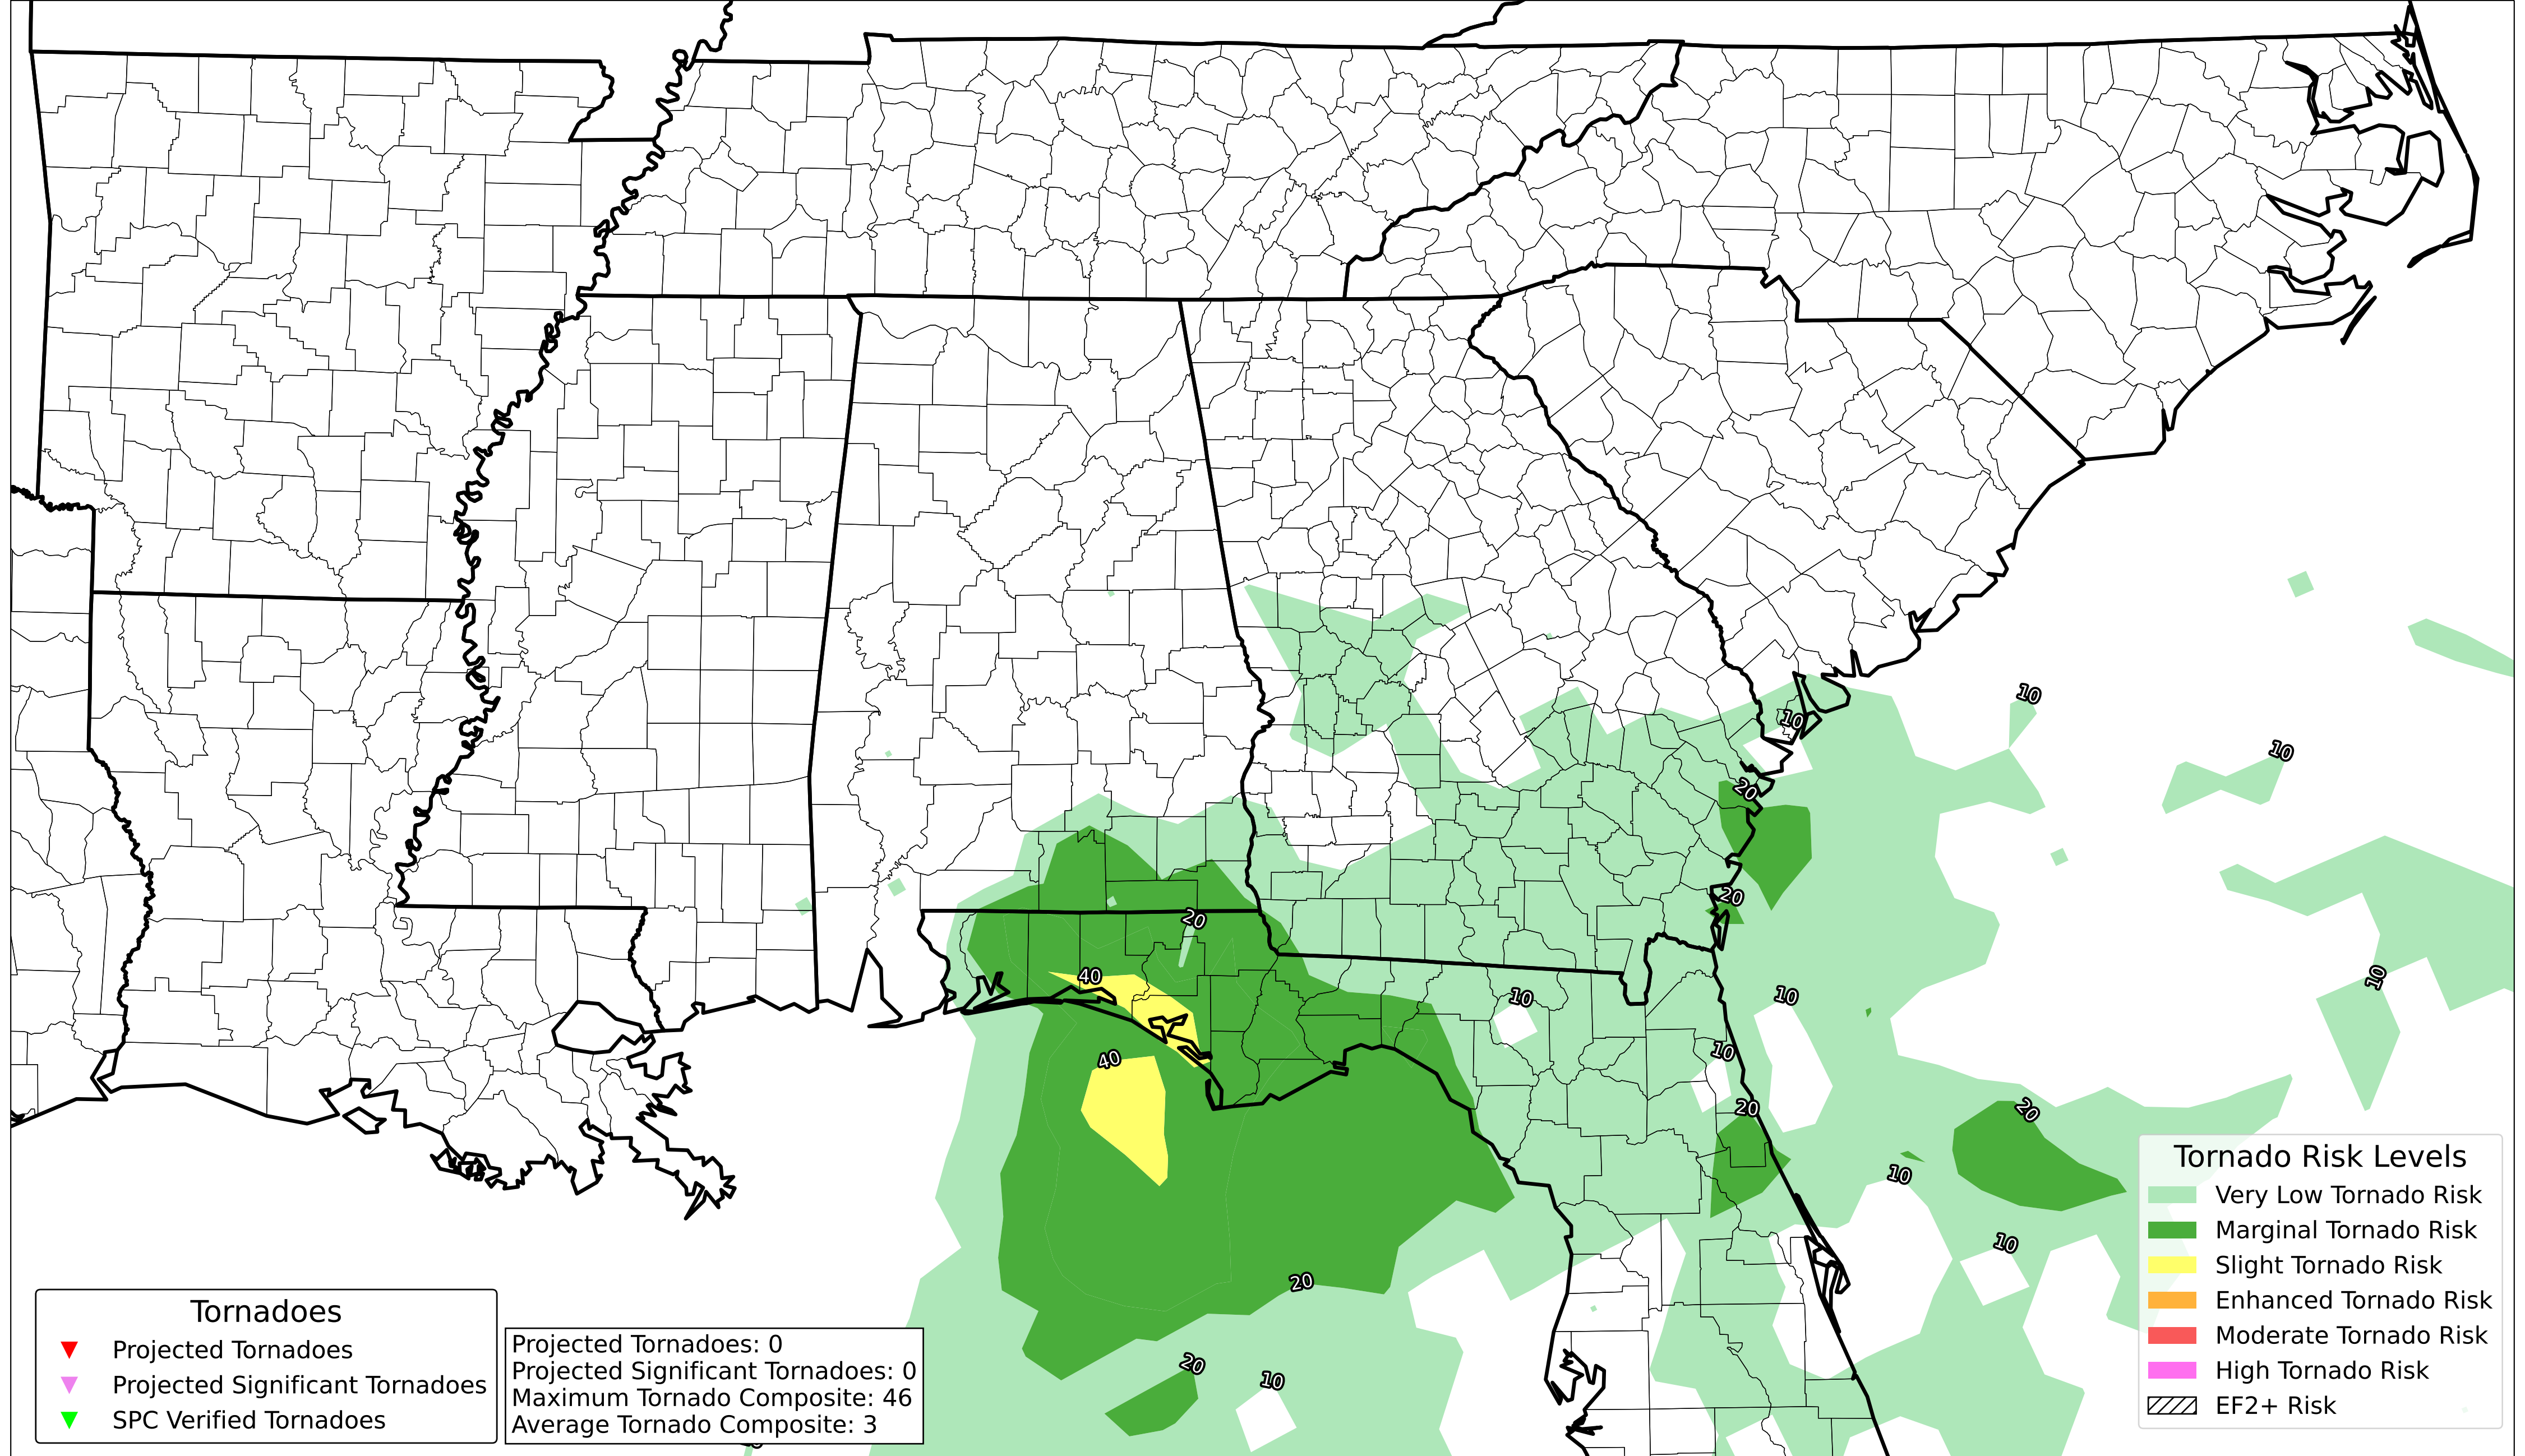 10
10
10
20
20
20
10
40
10
10
10
40
20
20
10
10
20
20
10
Tornado Risk Levels
Very Low Tornado Risk
Marginal Tornado Risk
Slight Tornado Risk
Enhanced Tornado Risk
Moderate Tornado Risk
High Tornado Risk
EF2+ Risk
Tornadoes
Projected Tornadoes
Projected Significant Tornadoes
SPC Verified Tornadoes
Projected Tornadoes: 0
Projected Significant Tornadoes: 0
Maximum Tornado Composite: 46
Average Tornado Composite: 3